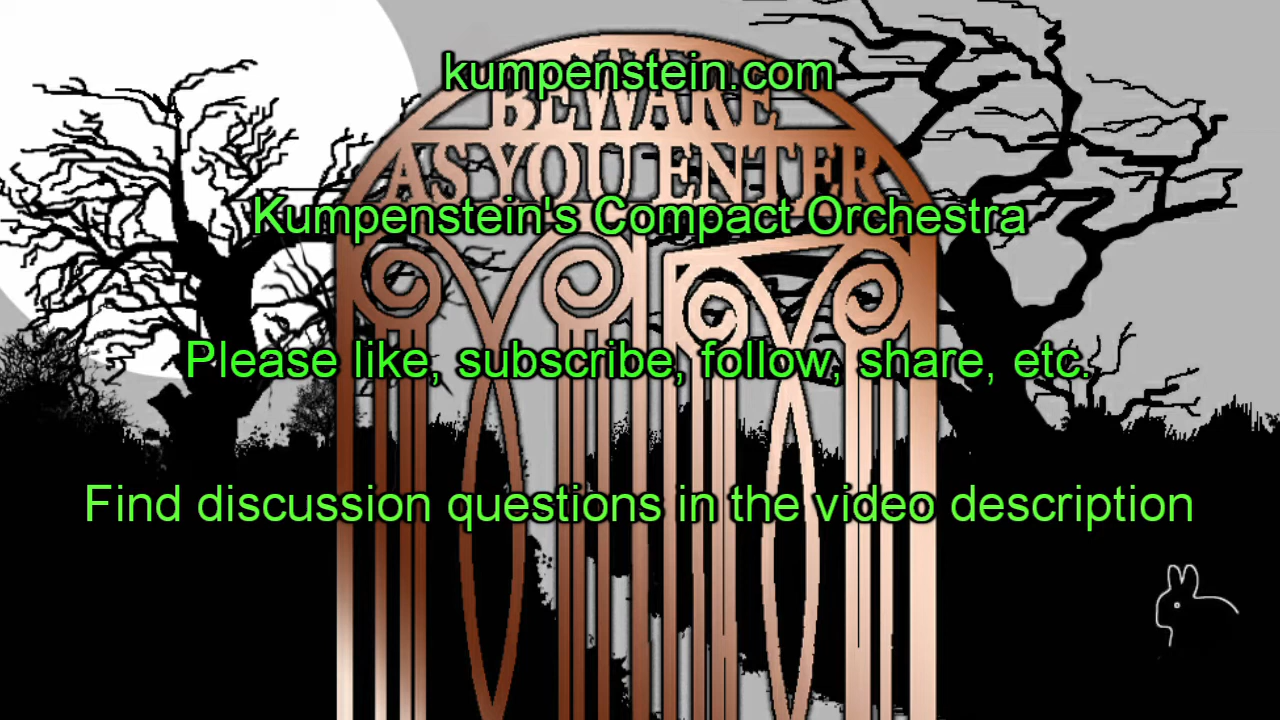 kumpenstein.com
BEWARE
AS YOU ENTER
Kumpenstein's Compact Orchestra
Please like, subscribe, follow, share, etc.
Find discussion questions in the video description